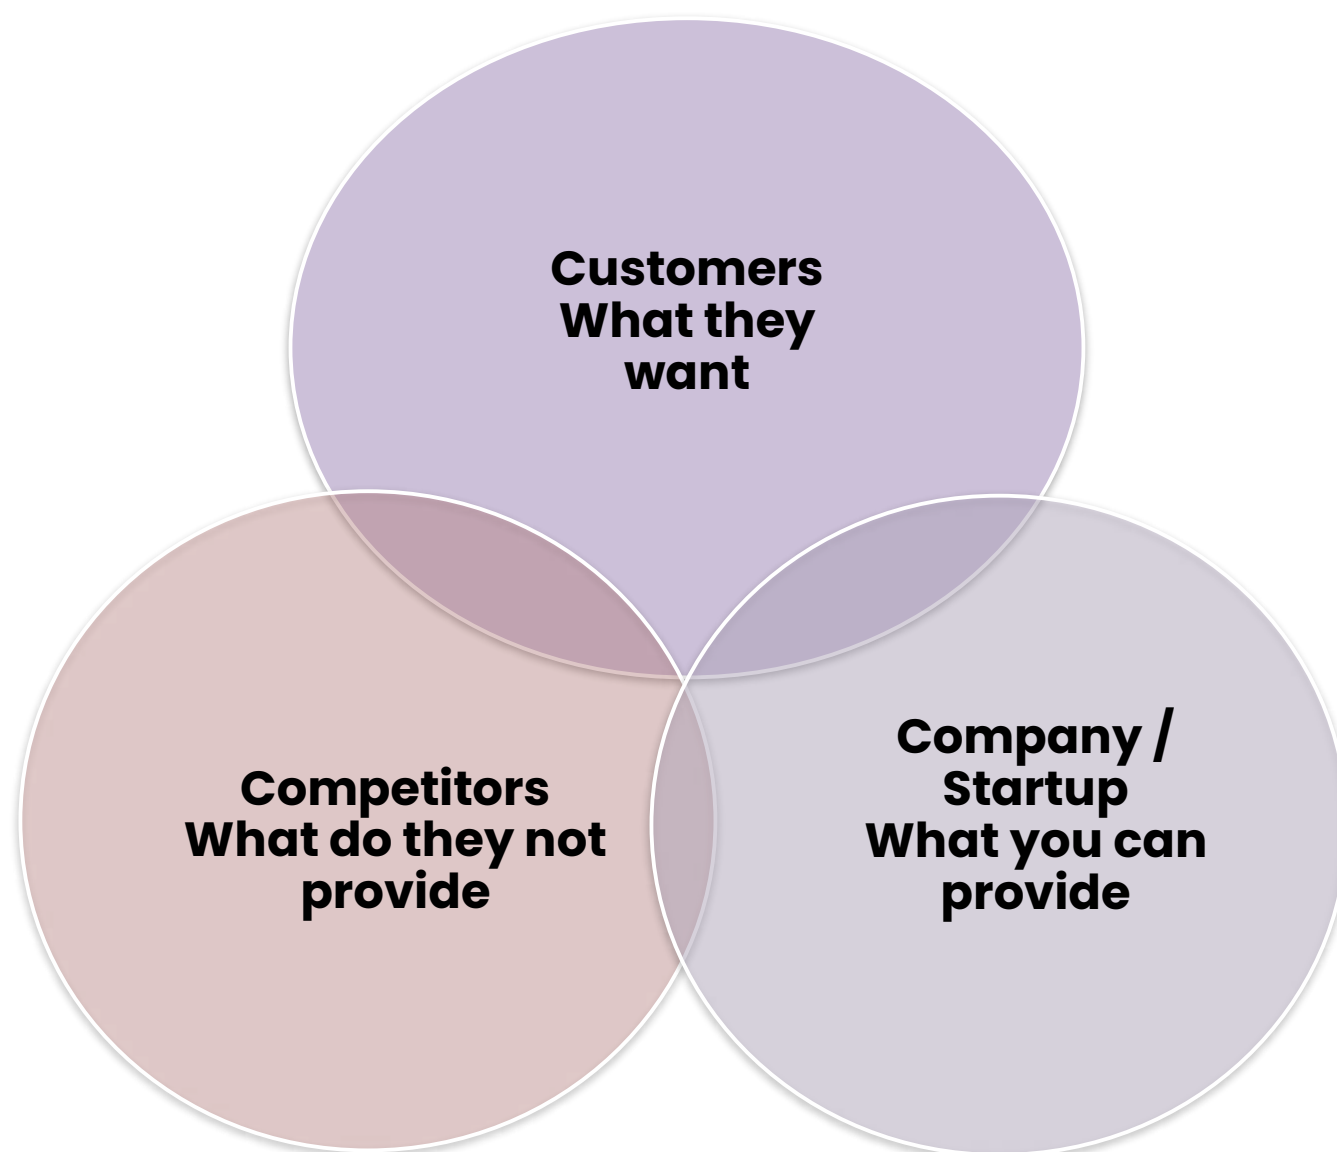 Customers
What they
want
Competitors
What do they not
provide
Company /
Startup
What you can
provide